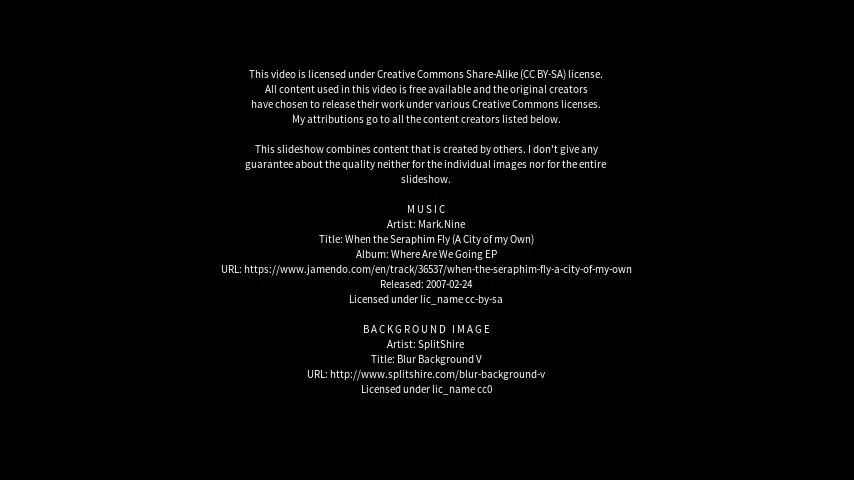 This video is licensed under Creative Commons Share-Alike (CC BY-SA) license.
All content used in this video is free available and the original creators
have chosen to release their work under various Creative Commons licenses.
My attributions go to all the content creators listed below.
This slideshow combines content that is created by others. I don't give any
guarantee about the quality neither for the individual images nor for the entire
slideshow.
MUSIC
Artist: Mark.Nine
Title: When the Seraphim Fly (A City of my Own)
Album: Where Are We Going EP
URL: https://www.jamendo.com/en/track/36537/when-the-seraphim-fly-a-city-of-my-own
Released: 2007-02-24
Licensed under lic_name cc-by-sa
BACKGROUND IMAGE
Artist: SplitShire
Title: Blur Background V
URL: http://www.splitshire.com/blur-background-v
Licensed under lic_name cc0